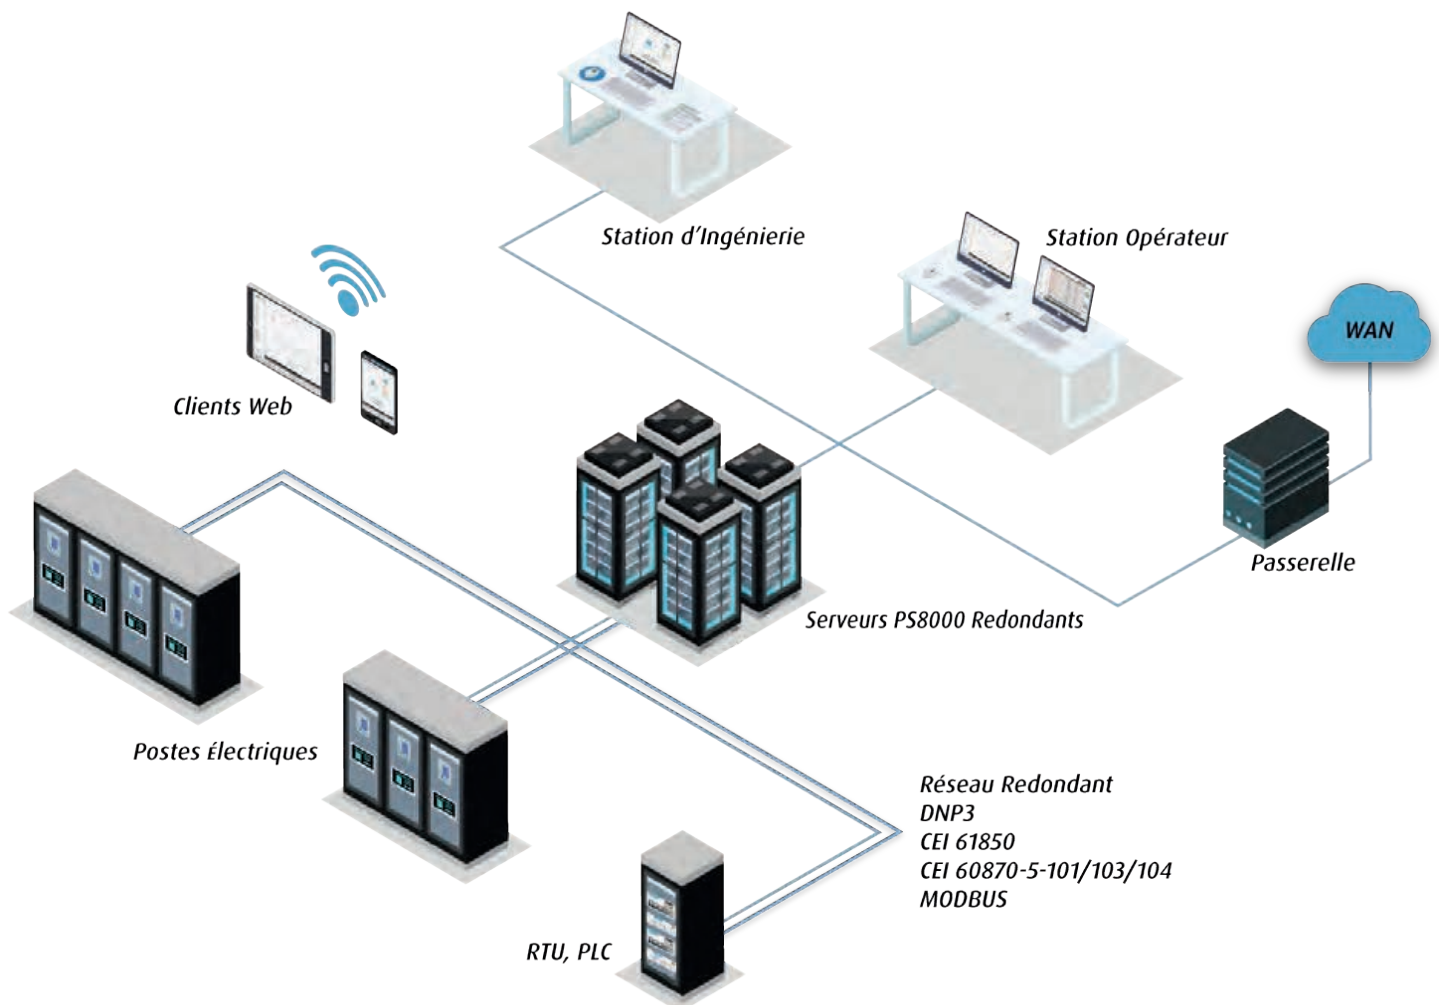 Station d'Ingénierie
Station Opérateur
WAN
Clients Web
Passerelle
Serveurs PS8000 Redondants
Postes Électriques
Réseau Redondant
DNP3
CEI 61850
CEI 60870-5-101/103/104
MODBUS
RTU, PLC